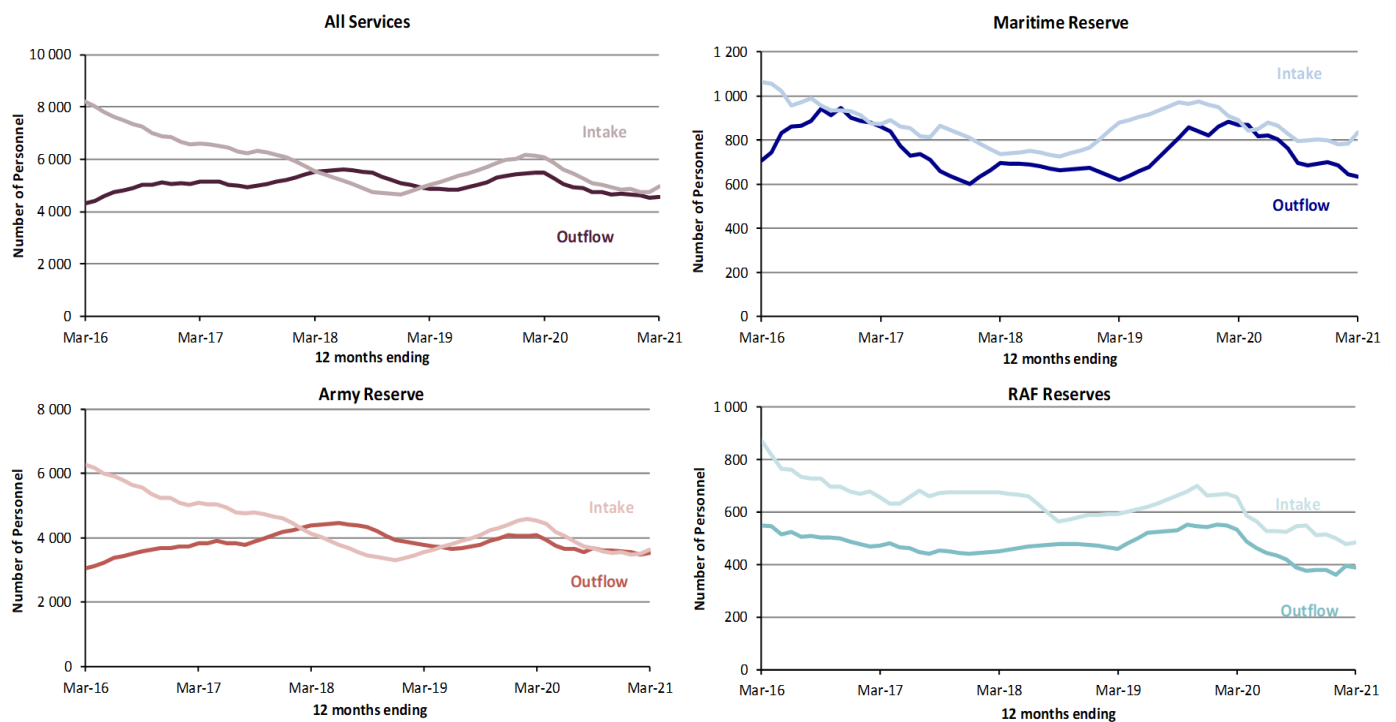 All Services
Number of Personnel
10 000
8 000
6 000
4 000
2 000
0
Intake
Outflow
Mar-16 Mar-17 Mar-18 Mar-19 Mar-20 Mar-21
12 months ending
Maritime Reserve
Number of Personnel
1 200
1 000
800
600
400
200
0
Intake
Outflow
Mar-16 Mar-17 Mar-18 Mar-19 Mar-20 Mar-21
12 months ending
Army Reserve
Number of Personnel
8 000
6 000
4 000
2 000
0
Intake
Outflow
Mar-16 Mar-17 Mar-18 Mar-19 Mar-20 Mar-21
12 months ending
RAF Reserves
Number of Personnel
1 000
800
600
400
200
0
Intake
Outflow
Mar-16 Mar-17 Mar-18 Mar-19 Mar-20 Mar-21
12 months ending